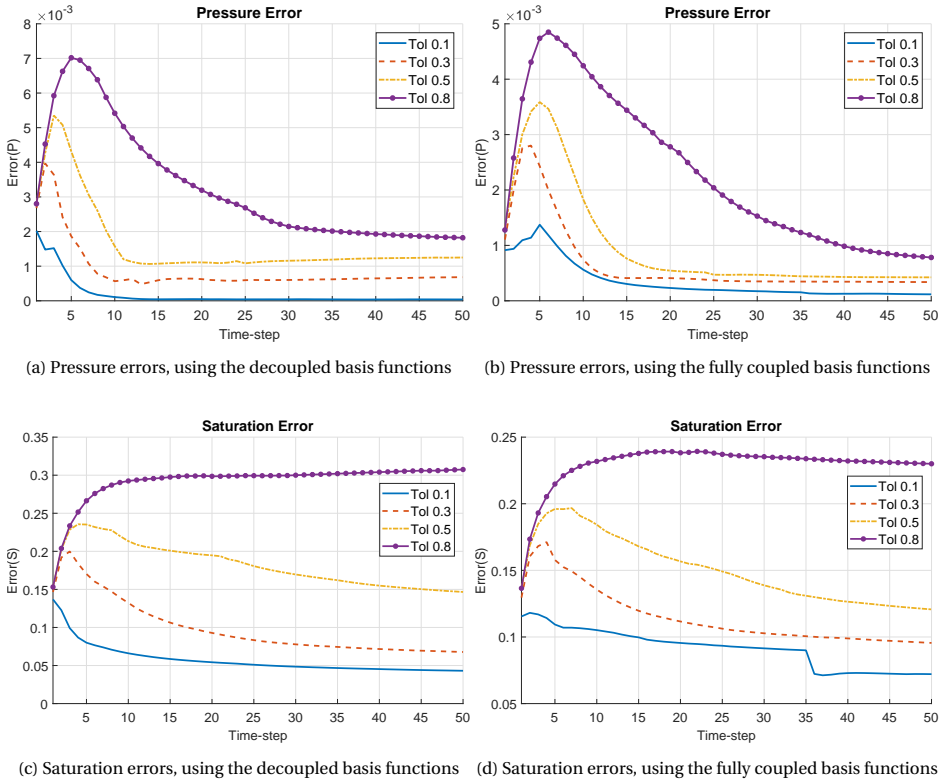 ×10⁻³
Pressure Error
8
7
6
5
4
3
2
1
0
Error(P)
5
10
15
20
25
30
35
40
45
50
Time-step
Tol 0.1
Tol 0.3
Tol 0.5
Tol 0.8
(a) Pressure errors, using the decoupled basis functions
×10⁻³
Pressure Error
5
4
3
2
1
0
Error(P)
5
10
15
20
25
30
35
40
45
50
Time-step
Tol 0.1
Tol 0.3
Tol 0.5
Tol 0.8
(b) Pressure errors, using the fully coupled basis functions
Saturation Error
0.35
0.3
0.25
0.2
0.15
0.1
0.05
0
Error(S)
5
10
15
20
25
30
35
40
45
50
Time-step
Tol 0.1
Tol 0.3
Tol 0.5
Tol 0.8
(c) Saturation errors, using the decoupled basis functions
Saturation Error
0.25
0.2
0.15
0.1
0.05
Error(S)
5
10
15
20
25
30
35
40
45
50
Time-step
Tol 0.1
Tol 0.3
Tol 0.5
Tol 0.8
(d) Saturation errors, using the fully coupled basis functions